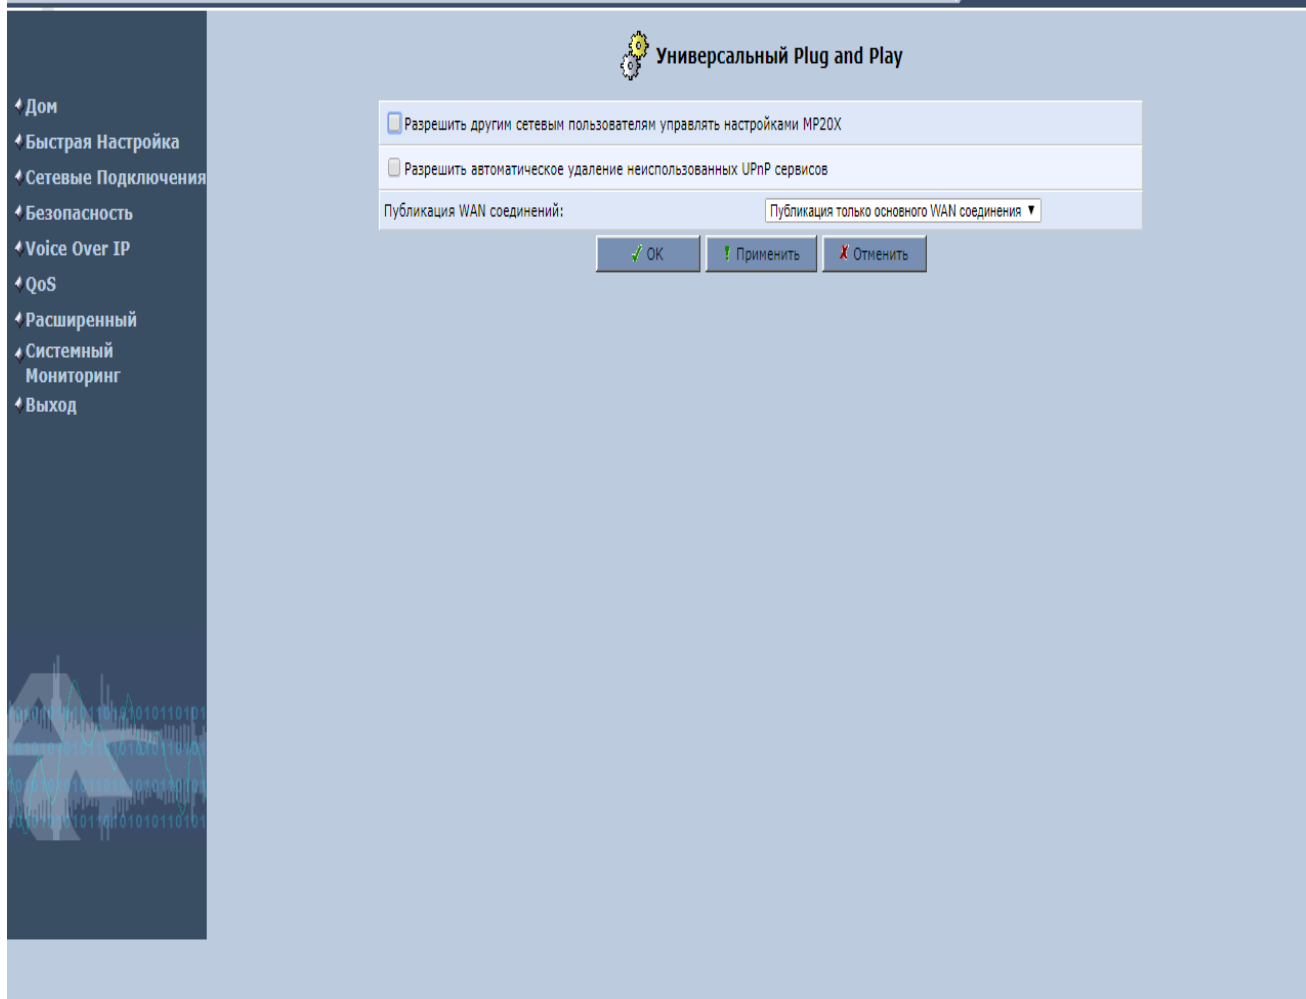 Универсальный Plug and Play
Дом
Быстрая Настройка
Сетевые Подключения
Безопасность
Voice Over IP
QoS
Расширенный
Системный
Мониторинг
Выход
Разрешить другим сетевым пользователям управлять настройками MP20X
Разрешить автоматическое удаление неиспользованных UPnP сервисов
Публикация WAN соединений: Публикация только основного WAN соединения
OK Применить Отменить